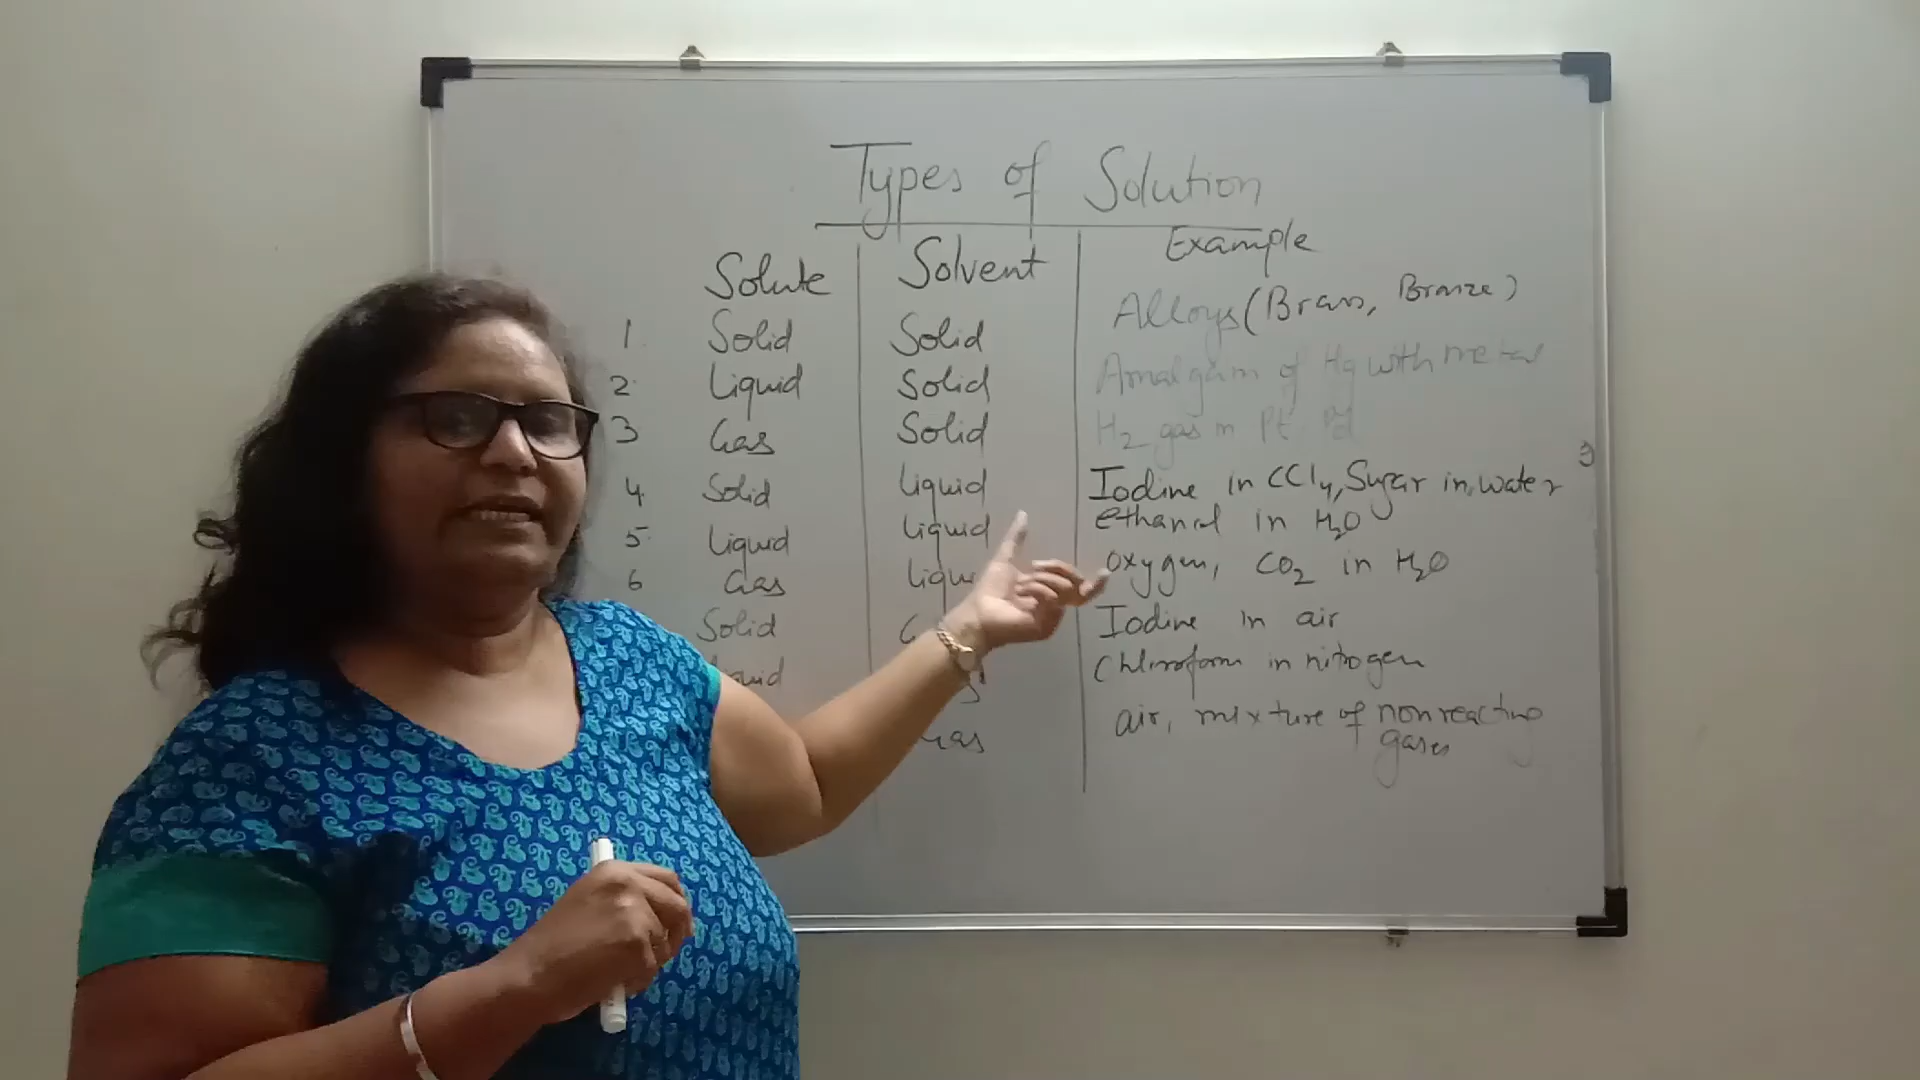 Types of Solution
Solute Solvent Example
1. Solid Solid Alloys (Brass, Bronze)
2. Liquid Solid Amalgam of Hg with metal
3 Gas Solid H2 gas in Pt, Pd
4. Solid Liquid Iodine in CCl4, Sugar in water
5. Liquid Liquid ethanol in H2O
6 Gas oxygen, CO2 in H2O
Solid Iodine in air
Chloroform in nitrogen
Gas air, mixture of nonreacting
gases